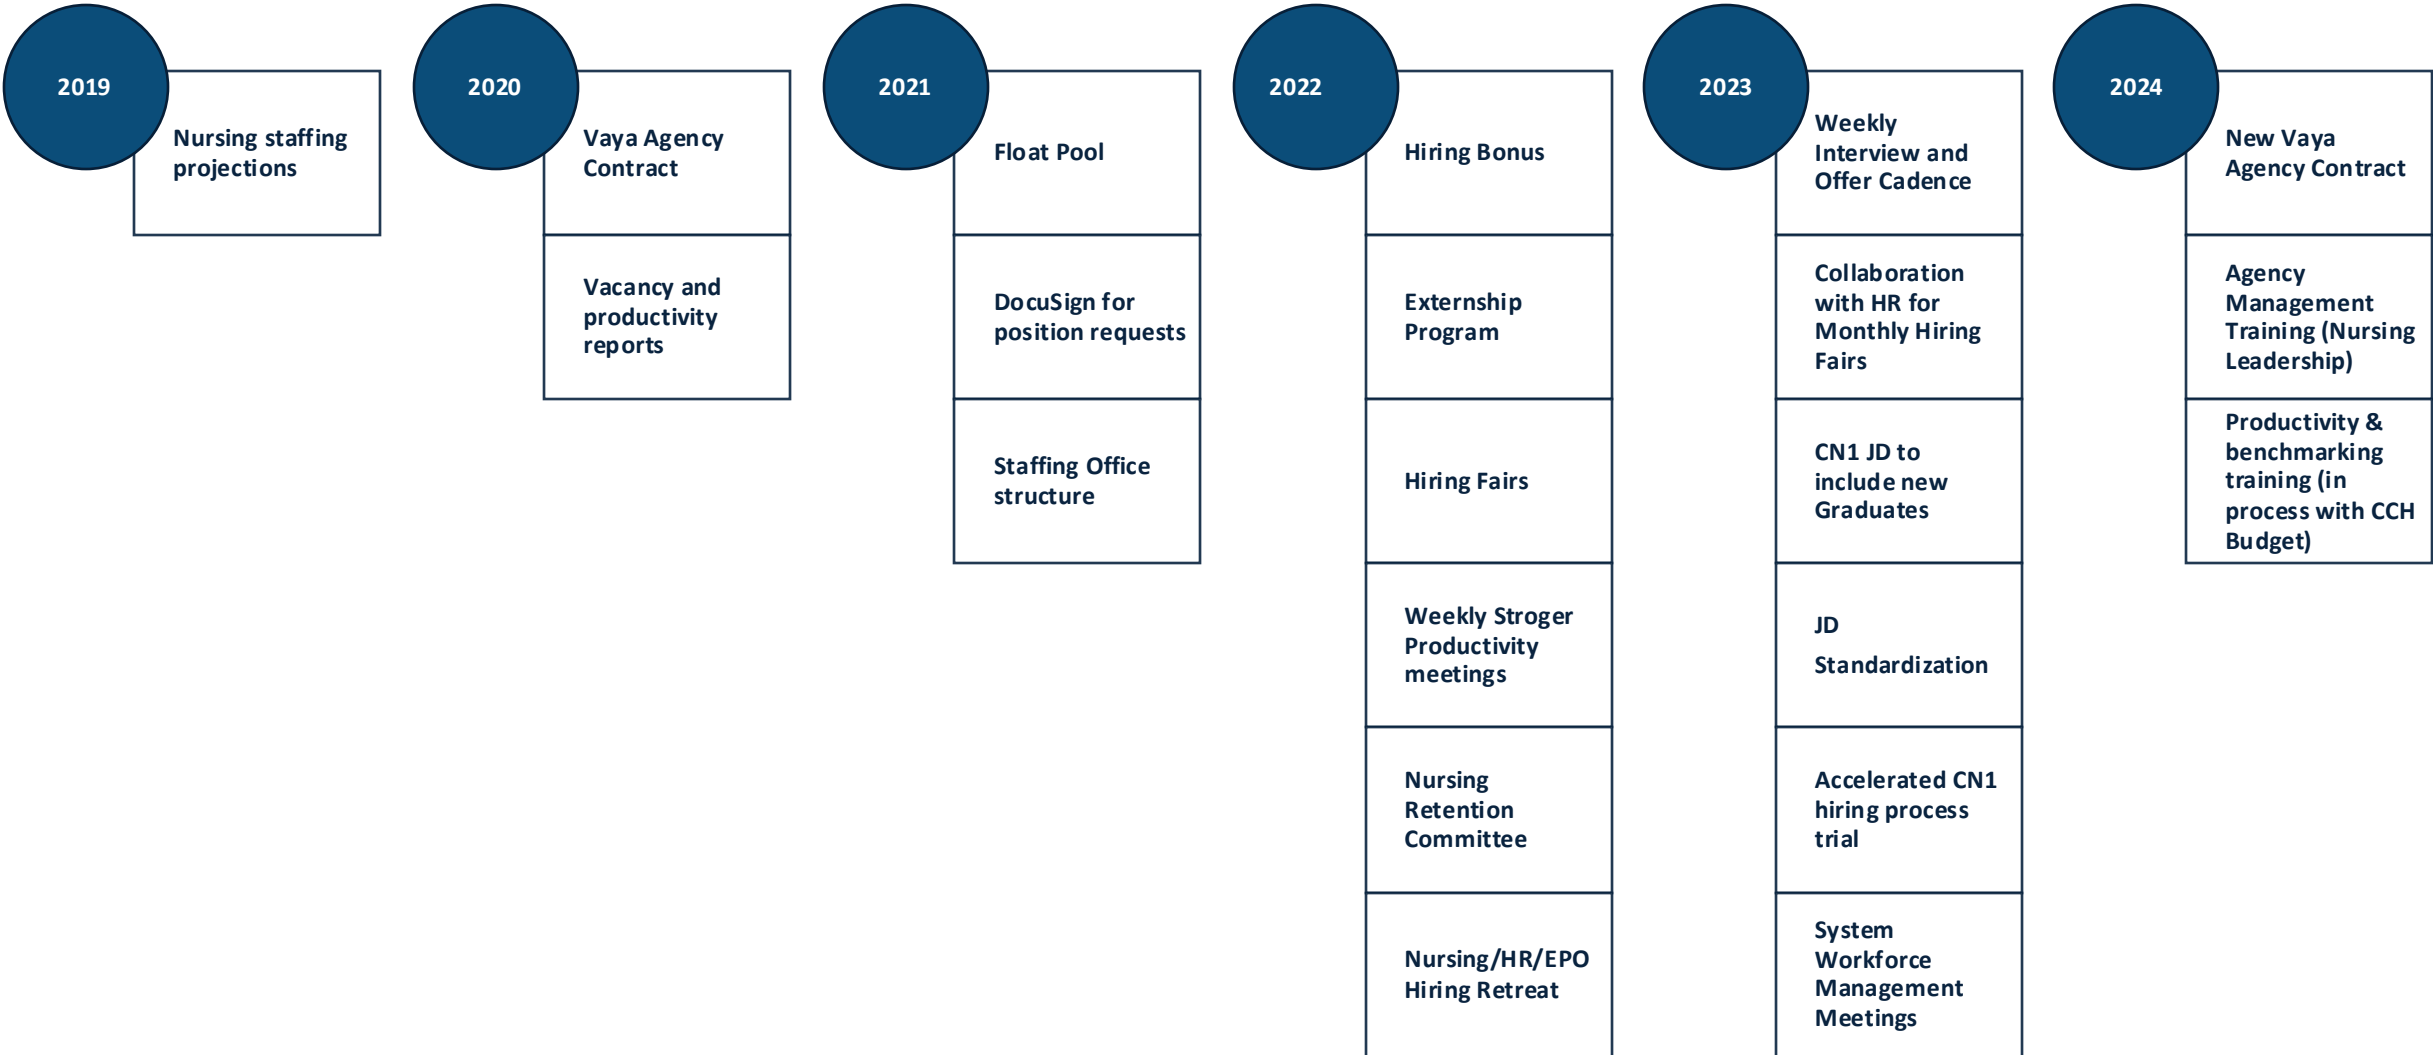 2019
Nursing staffing
projections
2020
Vaya Agency
Contract
Vacancy and
productivity
reports
2021
Float Pool
DocuSign for
position requests
Staffing Office
structure
2022
Hiring Bonus
Externship
Program
Hiring Fairs
Weekly Stroger
Productivity
meetings
Nursing
Retention
Committee
Nursing/HR/EPO
Hiring Retreat
2023
Weekly
Interview and
Offer Cadence
Collaboration
with HR for
Monthly Hiring
Fairs
CN1 JD to
include new
Graduates
JD
Standardization
Accelerated CN1
hiring process
trial
System
Workforce
Management
Meetings
2024
New Vaya
Agency Contract
Agency
Management
Training (Nursing
Leadership)
Productivity &
benchmarking
training (in
process with CCH
Budget)